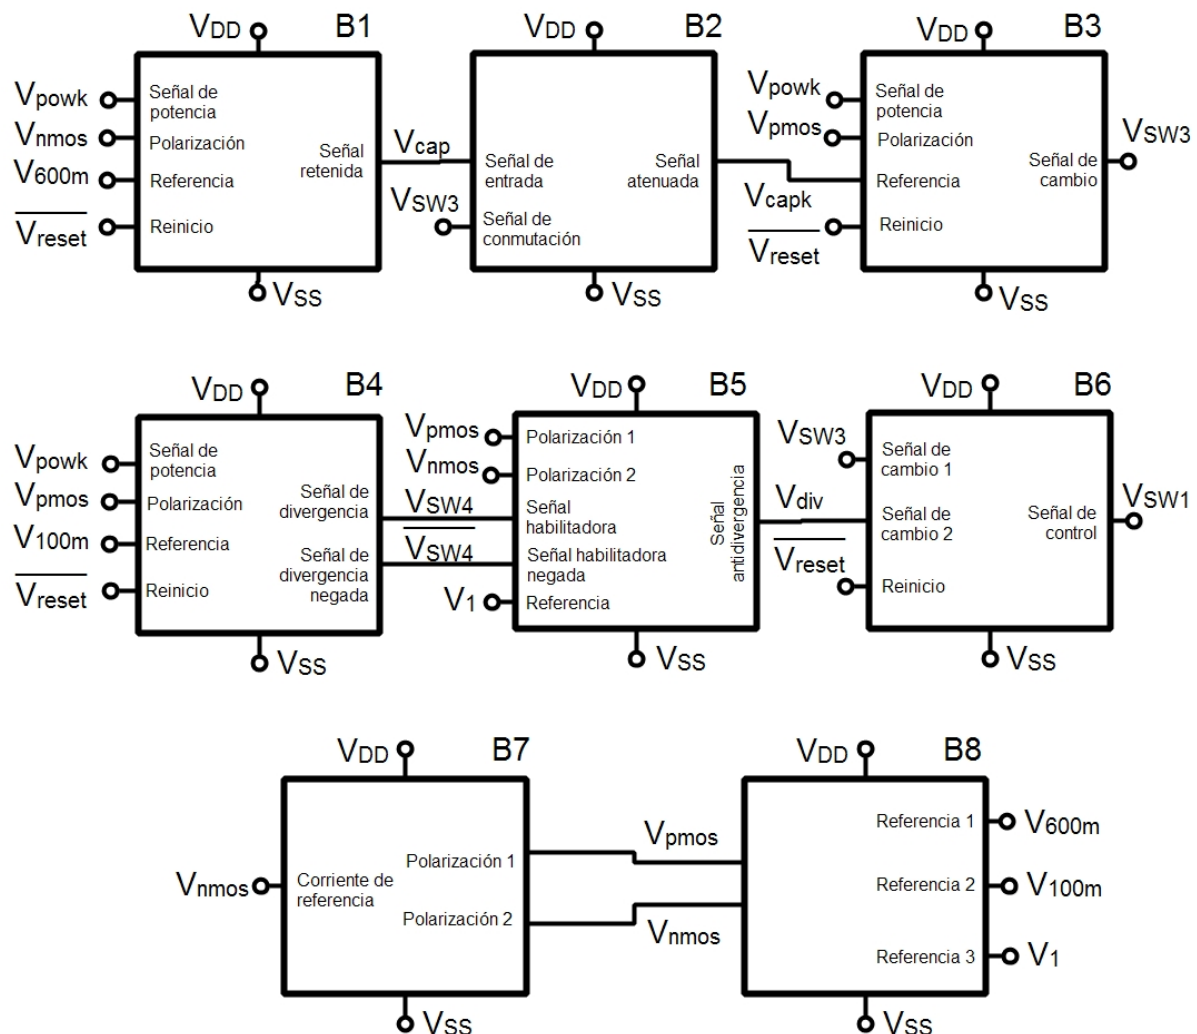 VDD B1
Vpowk Señal de potencia
Vnmos Polarización
V600m Referencia
Vreset Reinicio
Señal retenida
VSS
Vcap
VDD B2
Señal de entrada
VSW3 Señal de conmutación
Señal atenuada
VSS
Vcapk
VDD B3
Vpowk Señal de potencia
Vpmos Polarización
Referencia
Vreset Reinicio
Señal de cambio
VSW3
VSS
VDD B4
Vpowk Señal de potencia
Vpmos Polarización
V100m Referencia
Vreset Reinicio
Señal de divergencia
Señal de divergencia negada
VSS
VSW4
VSW4
VDD B5
Vpmos Polarización 1
Vnmos Polarización 2
Señal habilitadora
Señal habilitadora negada
V1 Referencia
Señal antidivergencia
VSS
Vdiv
VDD B6
VSW3 Señal de cambio 1
Señal de cambio 2
Vreset Reinicio
Señal de control
VSW1
VSS
VDD B7
Vnmos Corriente de referencia
Polarización 1
Polarización 2
VSS
Vpmos
Vnmos
VDD B8
Referencia 1 V600m
Referencia 2 V100m
Referencia 3 V1
VSS